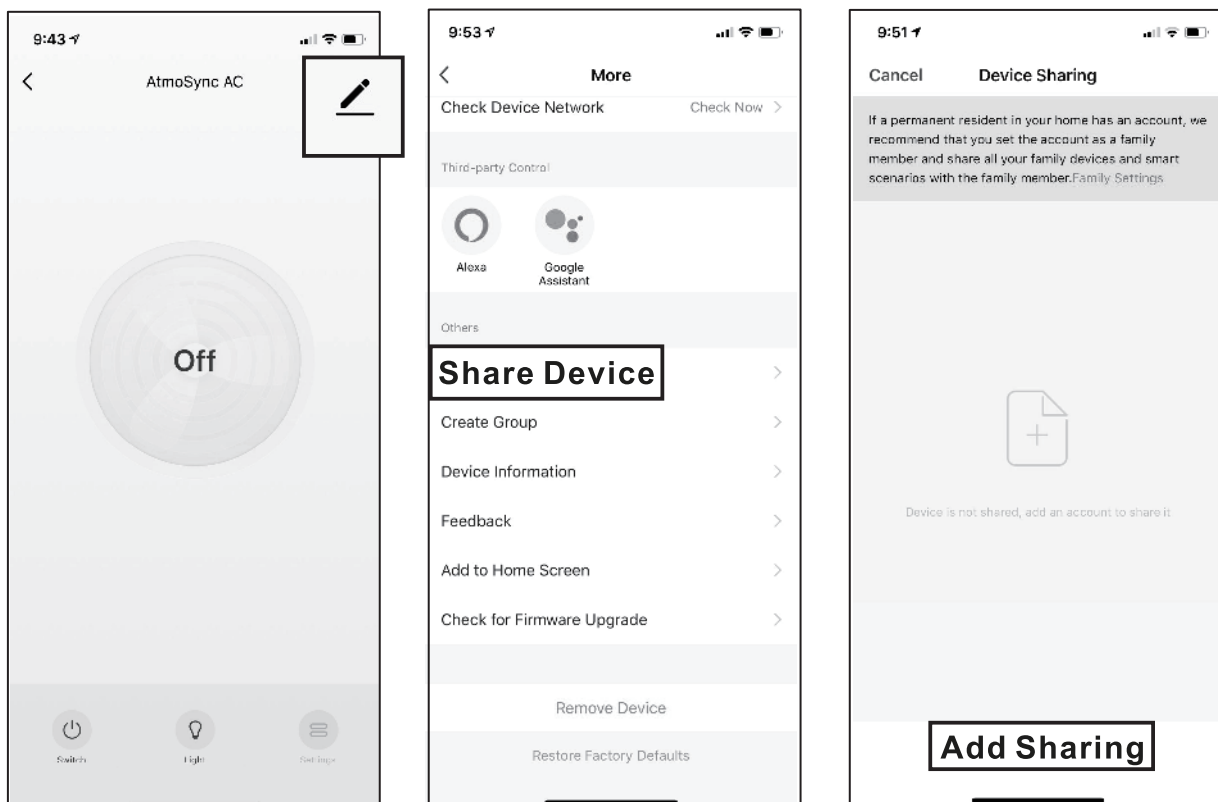 9:43
AtmoSync AC
Off
Switch
Light
Settings
9:53
More
Check Device Network
Check Now
Third-party Control
Alexa
Google
Assistant
Others
Share Device
Create Group
Device Information
Feedback
Add to Home Screen
Check for Firmware Upgrade
Remove Device
Restore Factory Defaults
9:51
Cancel
Device Sharing
If a permanent resident in your home has an account, we
recommend that you set the account as a family
member and share all your family devices and smart
scenarios with the family member.Family Settings
Device is not shared, add an account to share it
Add Sharing